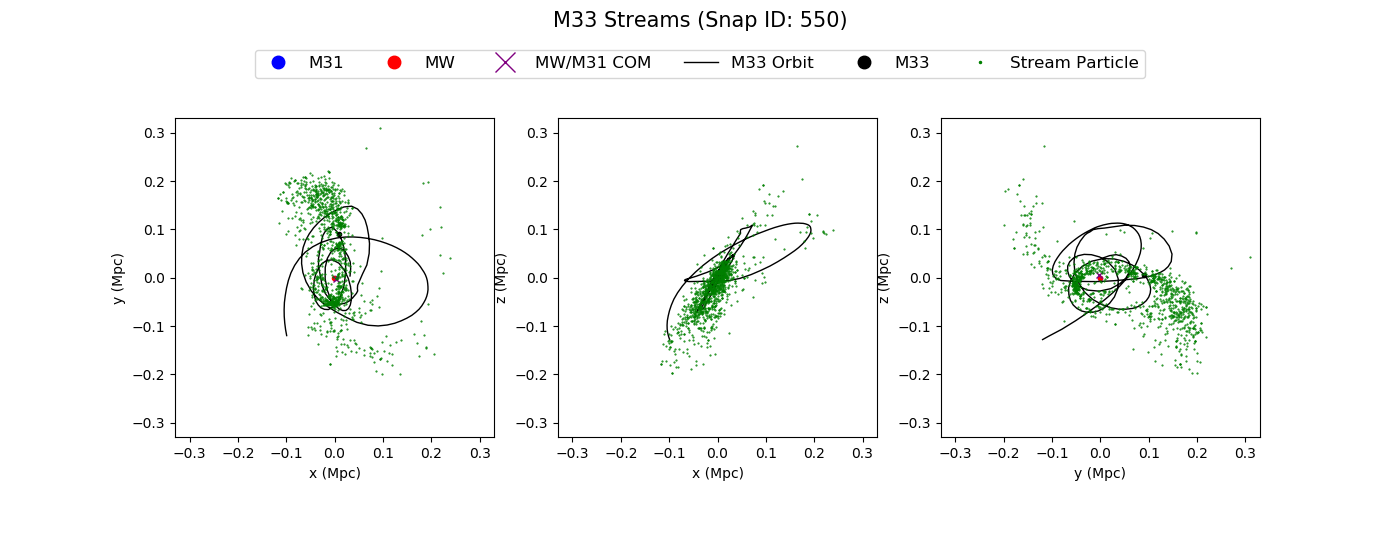 M33 Streams (Snap ID: 550)
M31 MW MW/M31 COM M33 Orbit M33 Stream Particle
0.3 0.3 0.3
0.2 0.2 0.2
0.1 0.1 0.1
0.0 0.0 0.0
−0.1 −0.1 −0.1
−0.2 −0.2 −0.2
−0.3 −0.3 −0.3
y (Mpc) z (Mpc) z (Mpc)
−0.3 −0.2 −0.1 0.0 0.1 0.2 0.3 −0.3 −0.2 −0.1 0.0 0.1 0.2 0.3 −0.3 −0.2 −0.1 0.0 0.1 0.2 0.3
x (Mpc) x (Mpc) y (Mpc)